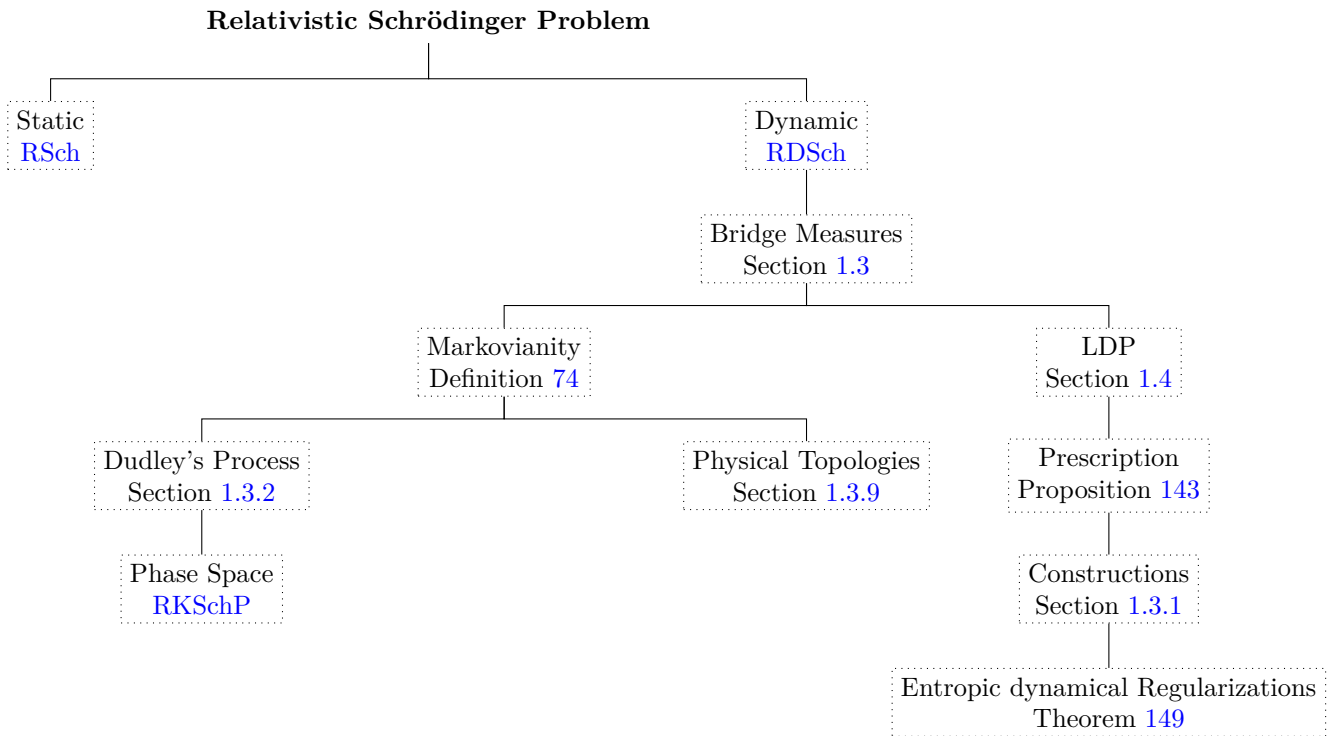 Relativistic Schrödinger Problem
Static
RSch
Dynamic
RDSch
Bridge Measures
Section 1.3
Markovianity
Definition 74
LDP
Section 1.4
Dudley's Process
Section 1.3.2
Physical Topologies
Section 1.3.9
Prescription
Proposition 143
Phase Space
RKSchP
Constructions
Section 1.3.1
Entropic dynamical Regularizations
Theorem 149